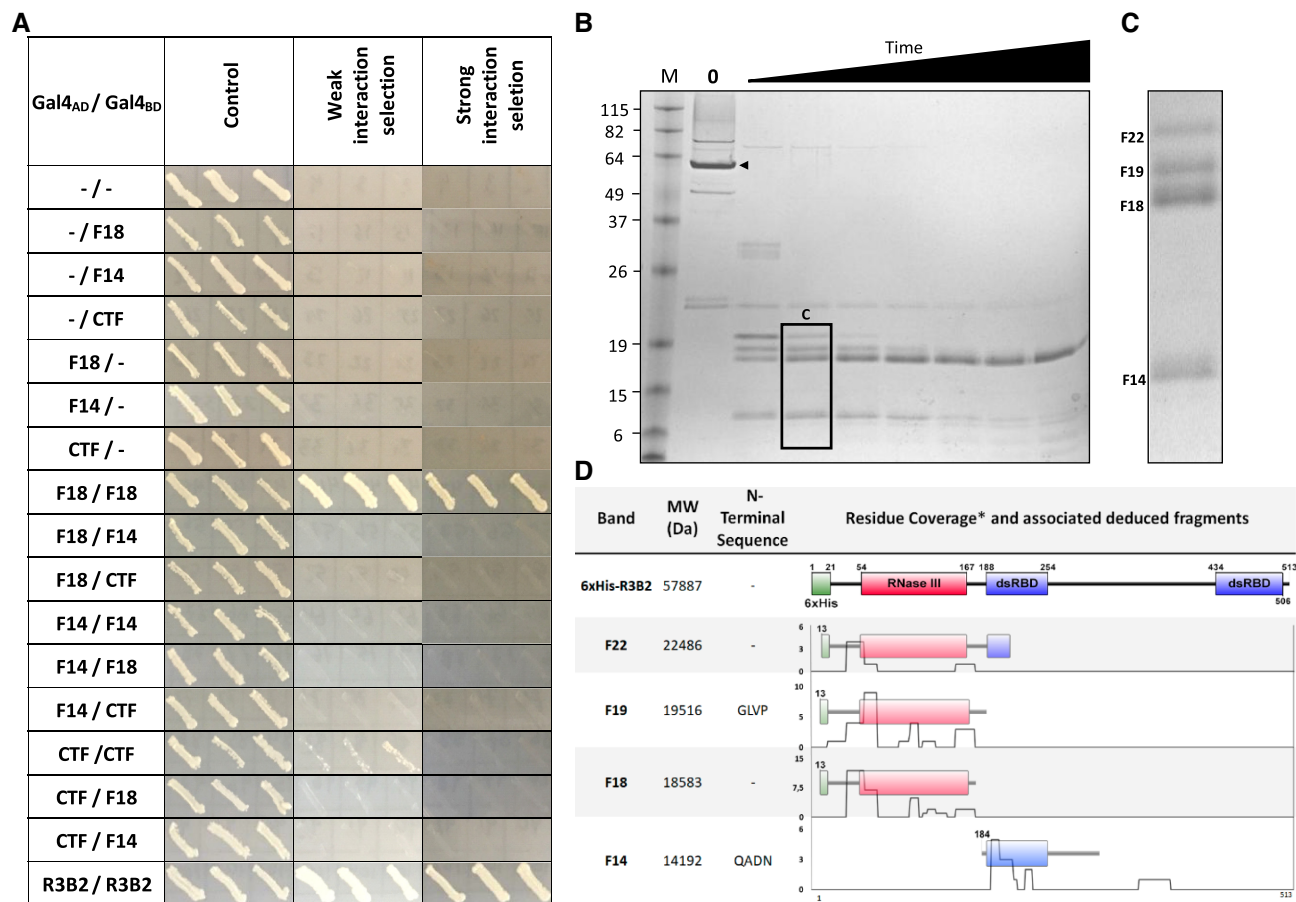 A
Gal4AD / Gal4BD
Control
Weak interaction selection
Strong interaction seletion
- / -
- / F18
- / F14
- / CTF
F18 / -
F14 / -
CTF / -
F18 / F18
F18 / F14
F18 / CTF
F14 / F14
F14 / F18
F14 / CTF
CTF /CTF
CTF / F18
CTF / F14
R3B2 / R3B2
B
Time
M 0
115
82
64
49
37
26
19
15
6
C
C
F22
F19
F18
F14
D
Band MW (Da) N-Terminal Sequence Residue Coverage* and associated deduced fragments
6xHis-R3B2 57887 -
1 21 54 167 188 254 434 513
RNase III dsRBD dsRBD
6xHis 506
F22 22486 -
6 3 0 13
F19 19516 GLVP
10 5 0 13
F18 18583 -
15 7,5 0 13
F14 14192 QADN
6 3 0 184
1 513